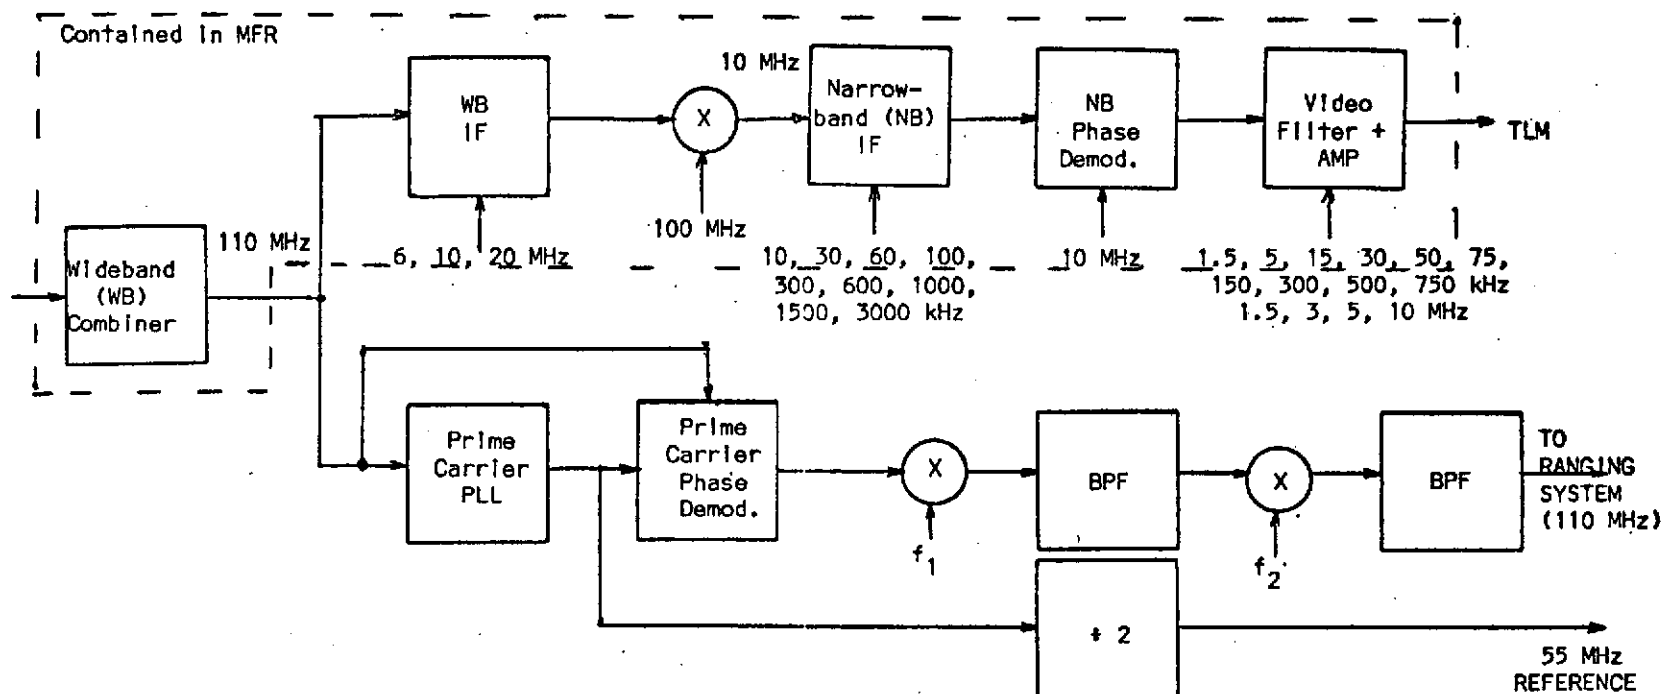 Contained in MFR
WB
IF
10 MHz
X
100 MHz
Narrow-
band (NB)
IF
NB
Phase
Demod.
Video
Filter +
AMP
TLM
Wideband
(WB)
Combiner
110 MHz
6, 10, 20 MHz
10, 30, 60, 100,
300, 600, 1000,
1500, 3000 kHz
10 MHz
1.5, 5, 15, 30, 50, 75,
150, 300, 500, 750 kHz
1.5, 3, 5, 10 MHz
Prime
Carrier
PLL
Prime
Carrier
Phase
Demod.
X
f1
BPF
X
f2
BPF
TO
RANGING
SYSTEM
(110 MHz)
÷ 2
55 MHz
REFERENCE